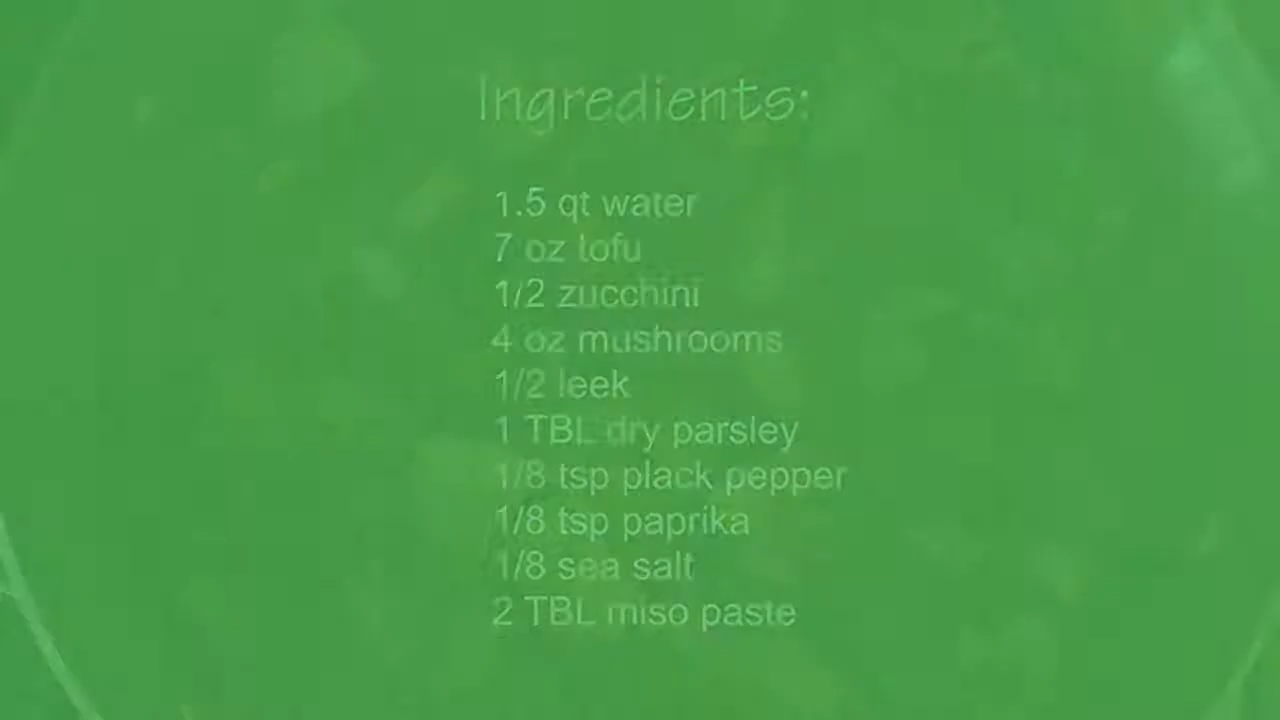 Ingredients:
1.5 qt water
7 oz tofu
1/2 zucchini
4 oz mushrooms
1/2 leek
1 TBL dry parsley
1/8 tsp plack pepper
1/8 tsp paprika
1/8 sea salt
2 TBL miso paste